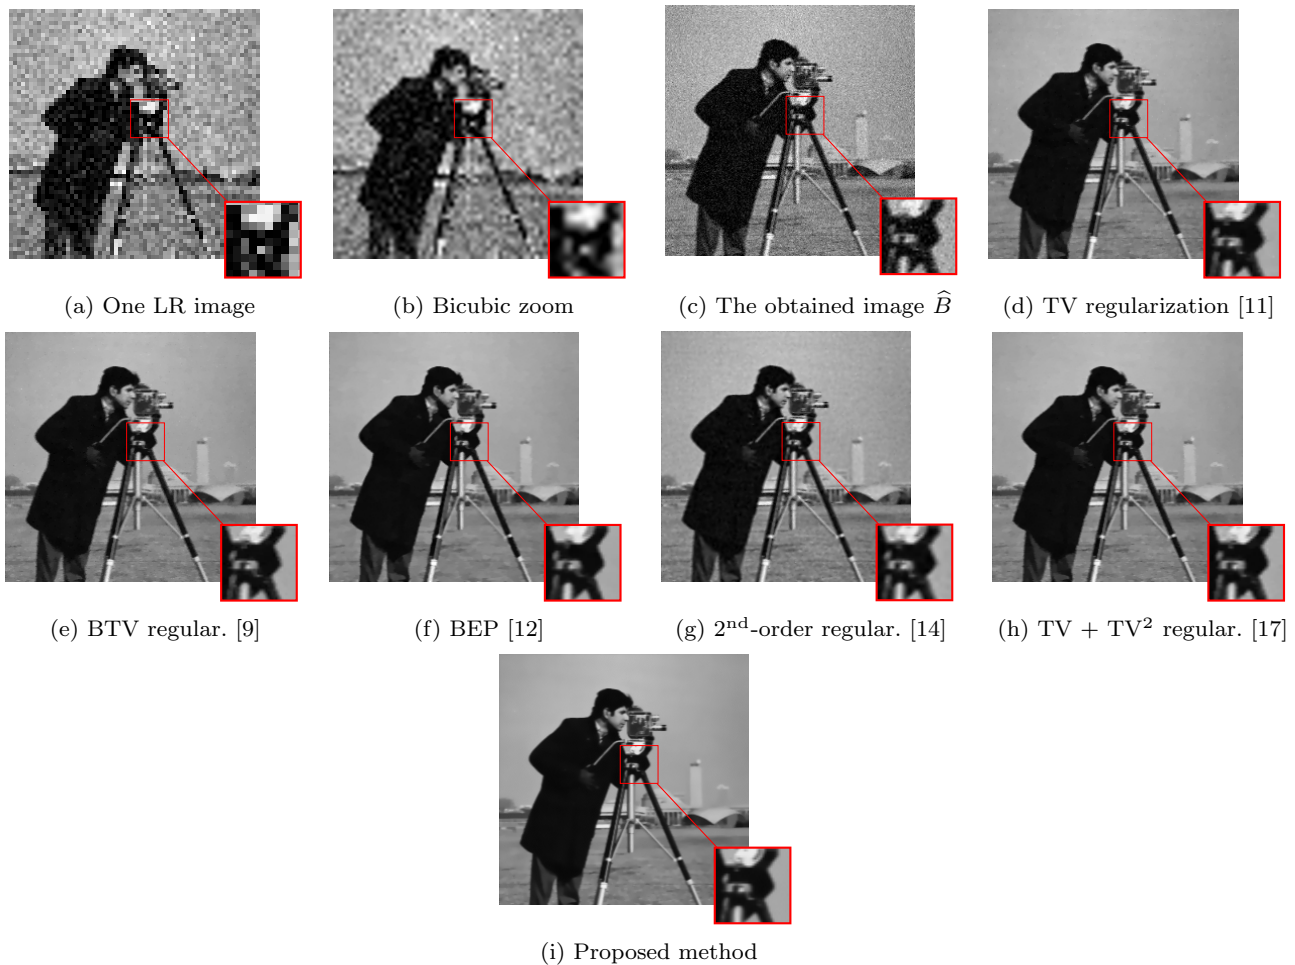 (a) One LR image
(b) Bicubic zoom
(c) The obtained image B̂
(d) TV regularization [11]
(e) BTV regular. [9]
(f) BEP [12]
(g) 2ⁿᵈ-order regular. [14]
(h) TV + TV² regular. [17]
(i) Proposed method